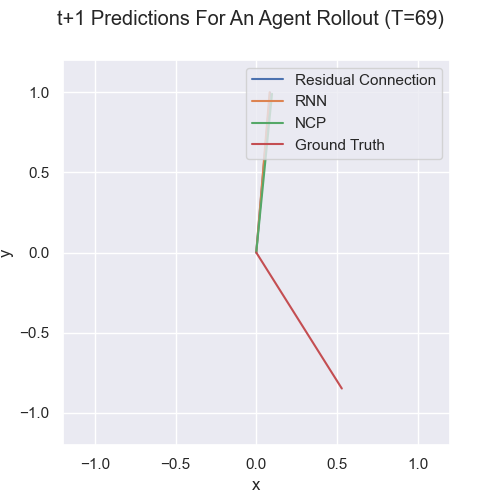 t+1 Predictions For An Agent Rollout (T=69)
Residual Connection
RNN
NCP
Ground Truth
1.0
0.5
0.0
−0.5
−1.0
y
−1.0
−0.5
0.0
0.5
1.0
x